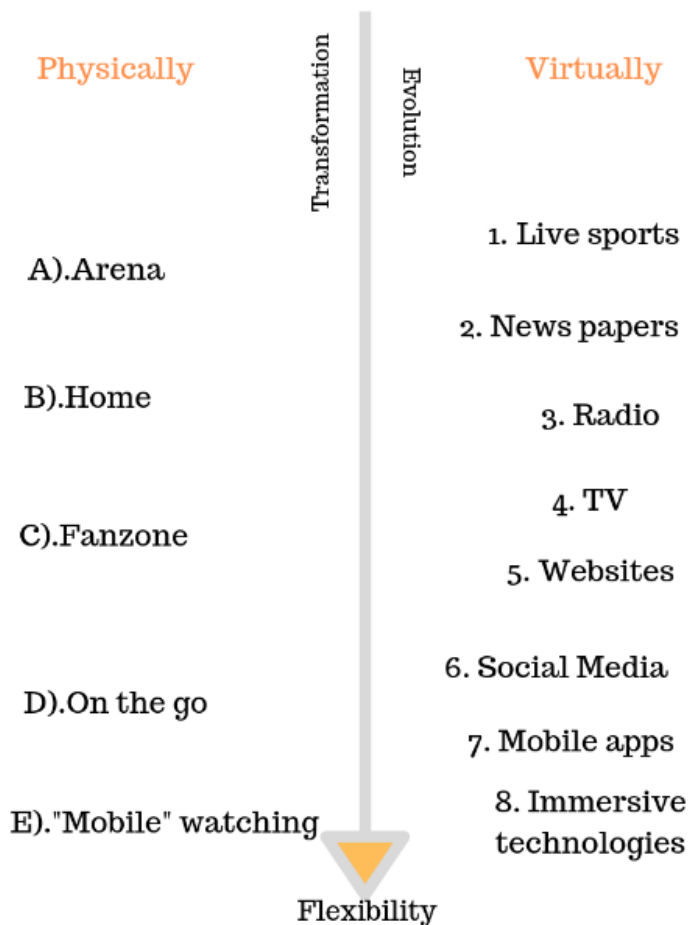 Physically
Transformation
Evolution
Virtually
A).Arena
B).Home
C).Fanzone
D).On the go
E)."Mobile" watching
1. Live sports
2. News papers
3. Radio
4. TV
5. Websites
6. Social Media
7. Mobile apps
8. Immersive
technologies
Flexibility